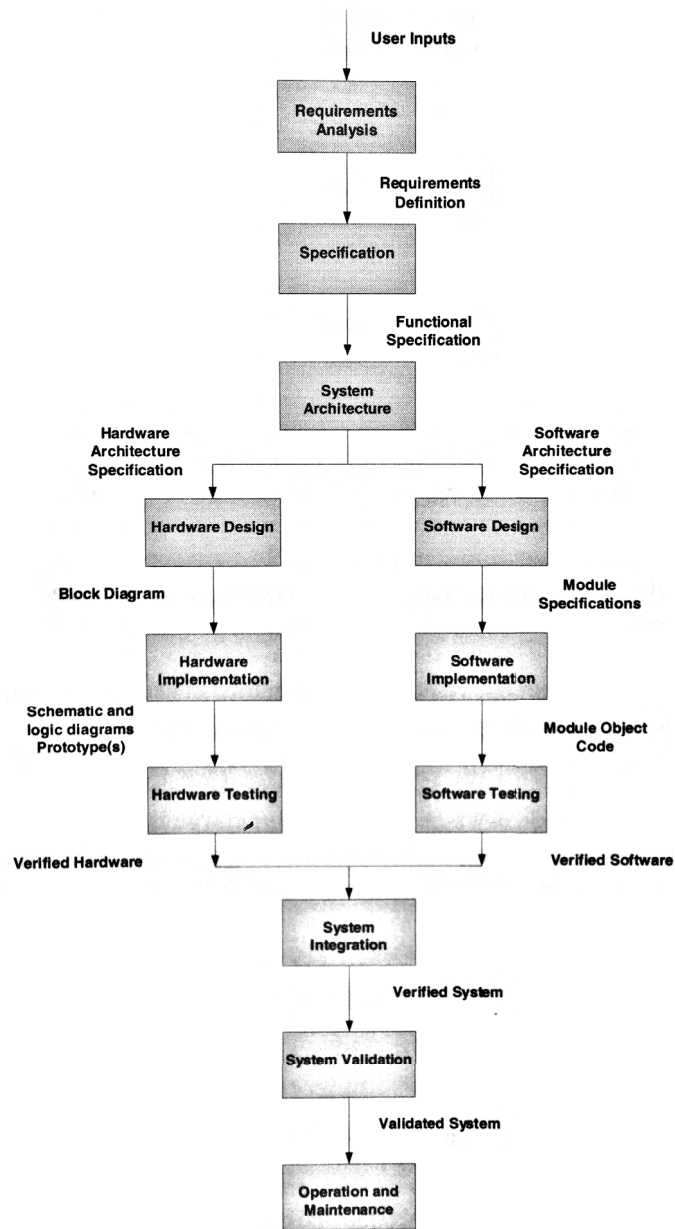 User Inputs
Requirements
Analysis
Requirements
Definition
Specification
Functional
Specification
System
Architecture
Hardware
Architecture
Specification
Software
Architecture
Specification
Hardware Design
Software Design
Block Diagram
Module
Specifications
Hardware
Implementation
Software
Implementation
Schematic and
logic diagrams
Prototype(s)
Module Object
Code
Hardware Testing
Software Testing
Verified Hardware
Verified Software
System
Integration
Verified System
System Validation
Validated System
Operation and
Maintenance